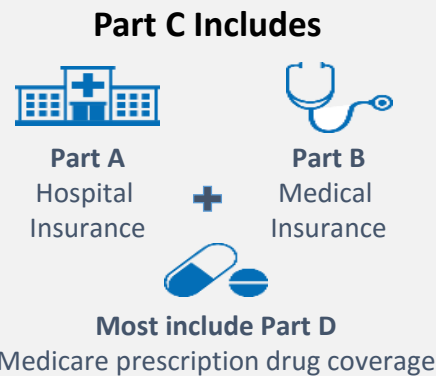 Part C Includes
Part A
Hospital
Insurance
Part B
Medical
Insurance
Most include Part D
Medicare prescription drug coverage